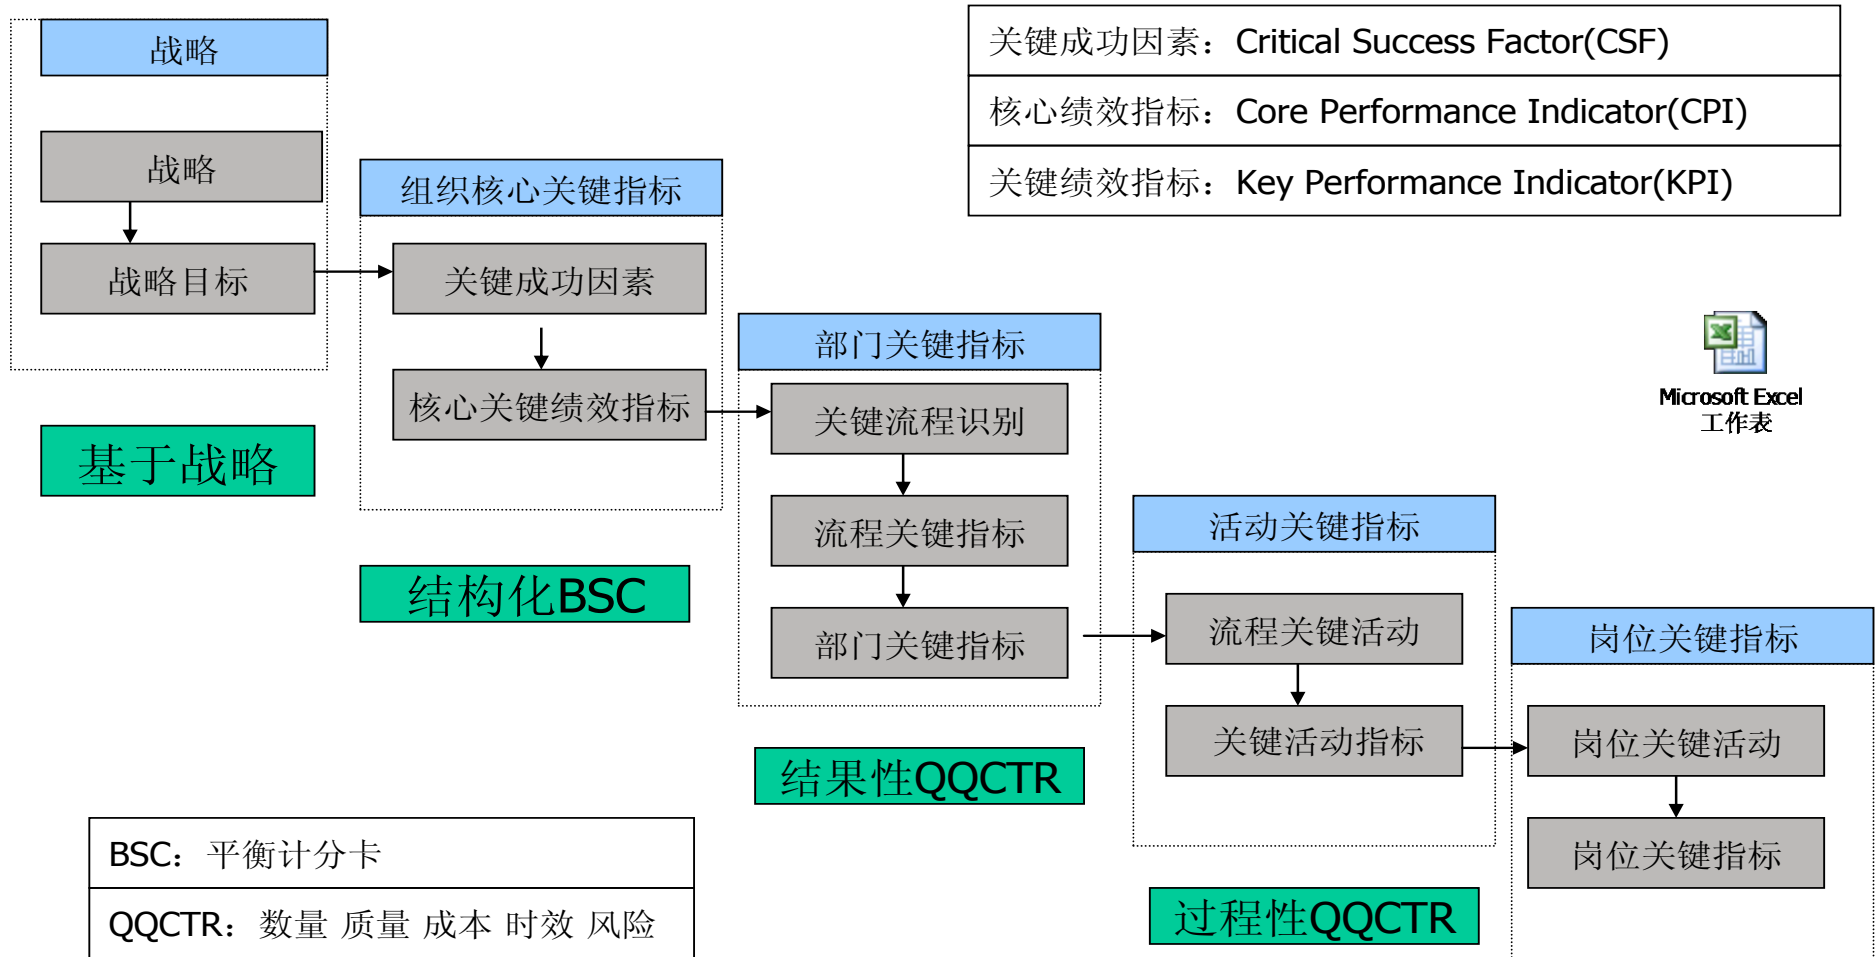 战略
战略
战略目标
基于战略
组织核心关键指标
关键成功因素
核心关键绩效指标
结构化BSC
部门关键指标
关键流程识别
流程关键指标
部门关键指标
结果性QQCTR
活动关键指标
流程关键活动
关键活动指标
过程性QQCTR
岗位关键指标
岗位关键活动
岗位关键指标
关键成功因素：Critical Success Factor(CSF)
核心绩效指标：Core Performance Indicator(CPI)
关键绩效指标：Key Performance Indicator(KPI)
Microsoft Excel
工作表
BSC：平衡计分卡
QQCTR：数量 质量 成本 时效 风险